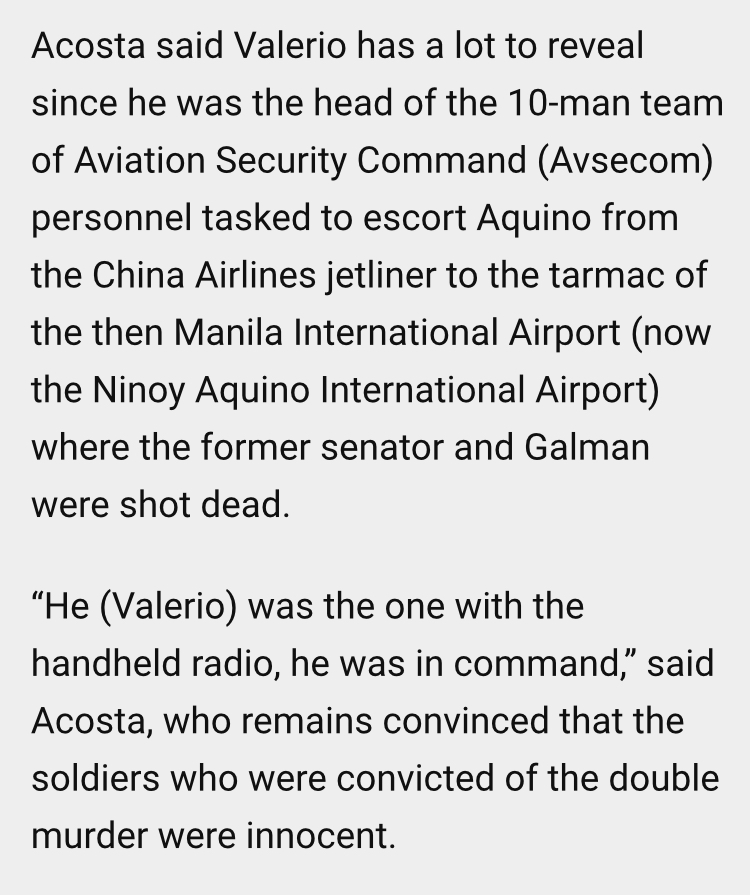 Acosta said Valerio has a lot to reveal
since he was the head of the 10-man team
of Aviation Security Command (Avsecom)
personnel tasked to escort Aquino from
the China Airlines jetliner to the tarmac of
the then Manila International Airport (now
the Ninoy Aquino International Airport)
where the former senator and Galman
were shot dead.
“He (Valerio) was the one with the
handheld radio, he was in command,” said
Acosta, who remains convinced that the
soldiers who were convicted of the double
murder were innocent.